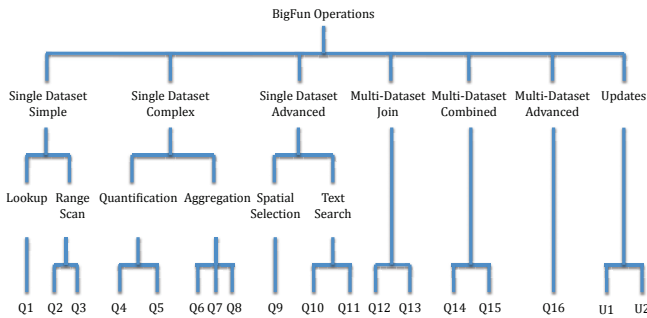 BigFun Operations
Single Dataset Simple
Single Dataset Complex
Single Dataset Advanced
Multi-Dataset Join
Multi-Dataset Combined
Multi-Dataset Advanced
Updates
Lookup
Range Scan
Quantification
Aggregation
Spatial Selection
Text Search
Q1 Q2 Q3 Q4 Q5 Q6 Q7 Q8 Q9 Q10 Q11 Q12 Q13 Q14 Q15 Q16 U1 U2